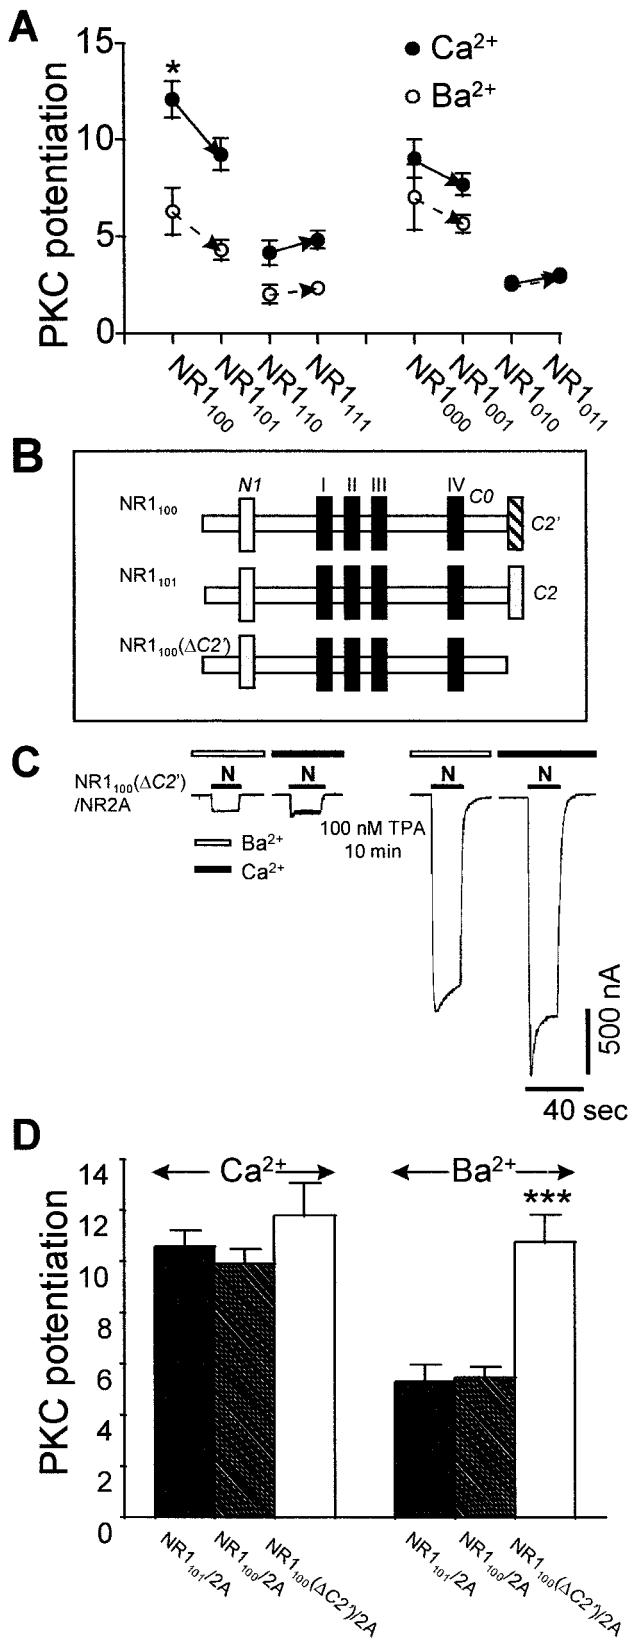 A
15
10
5
0
PKC potentiation
* ● Ca²⁺
○ Ba²⁺
NR1₁₀₀ NR1₁₀₁ NR1₁₁₀ NR1₁₁₁ NR1₀₀₀ NR1₀₀₁ NR1₀₁₀ NR1₀₁₁
B
N1 I II III IV C0
NR1₁₀₀ C2'
NR1₁₀₁ C2
NR1₁₀₀(ΔC2')
C
N N N N
NR1₁₀₀(ΔC2')
/NR2A
Ba²⁺
Ca²⁺
100 nM TPA
10 min
500 nA
40 sec
D
PKC potentiation
14
12
10
8
6
4
2
0
Ca²⁺ Ba²⁺
***
NR1₁₀₁/2A NR1₁₀₀/2A NR1₁₀₀(ΔC2')/2A NR1₁₀₁/2A NR1₁₀₀/2A NR1₁₀₀(ΔC2')/2A